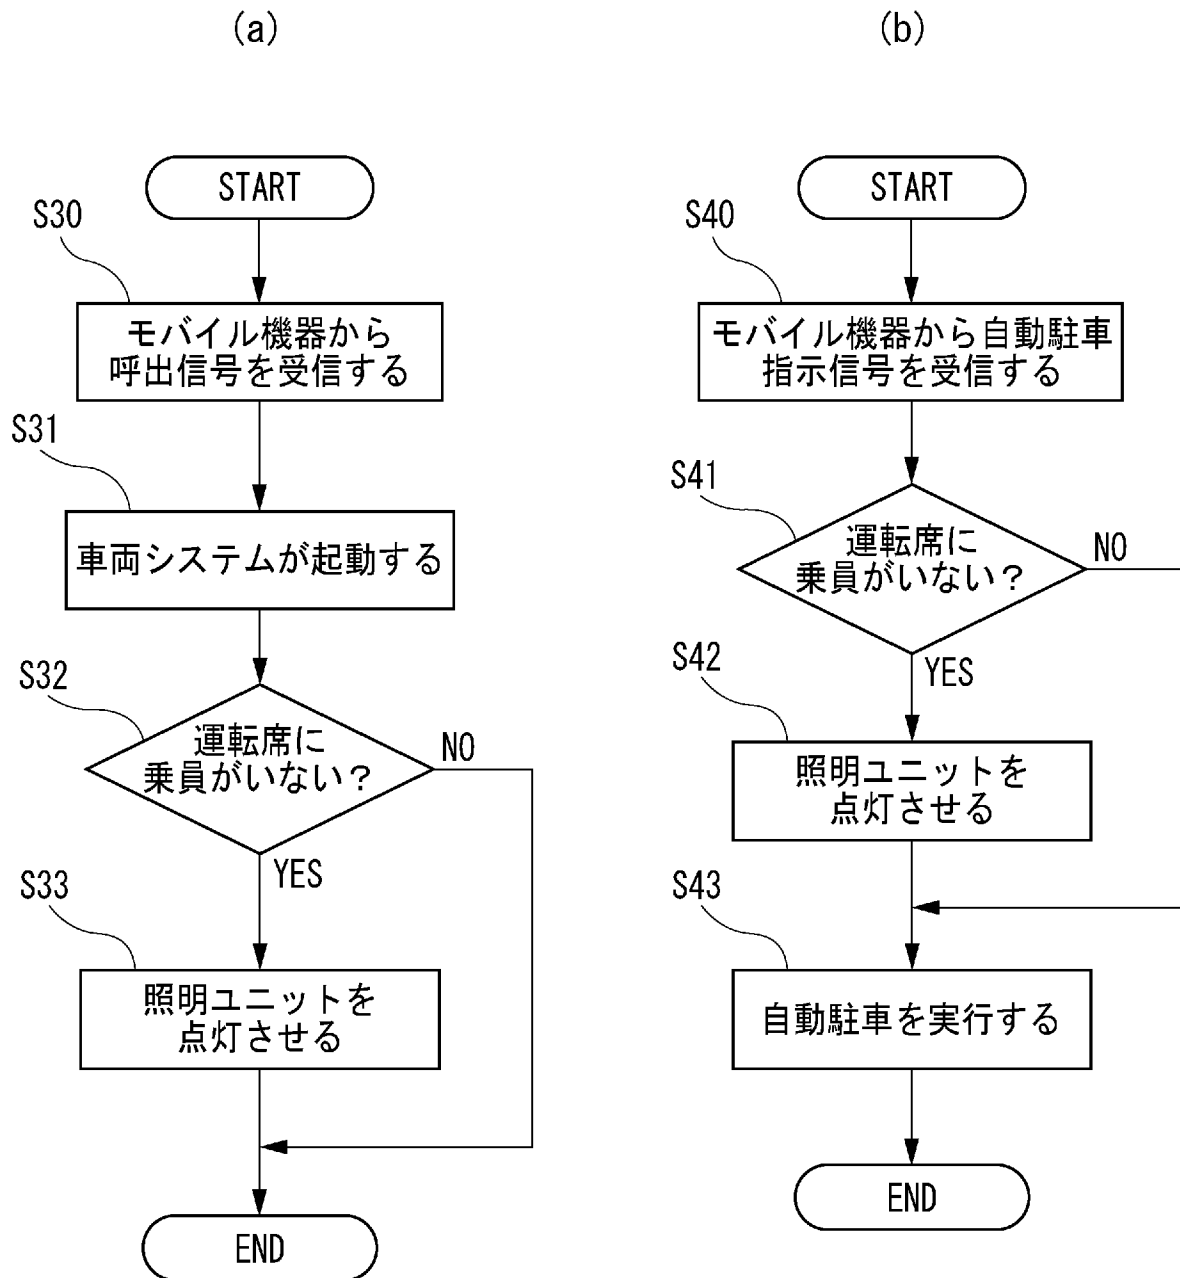 (a)
START
S30
モバイル機器から
呼出信号を受信する
S31
車両システムが起動する
S32
運転席に
乗員がいない？
NO
YES
S33
照明ユニットを
点灯させる
END
(b)
START
S40
モバイル機器から自動駐車
指示信号を受信する
S41
運転席に
乗員がいない？
NO
YES
S42
照明ユニットを
点灯させる
S43
自動駐車を実行する
END